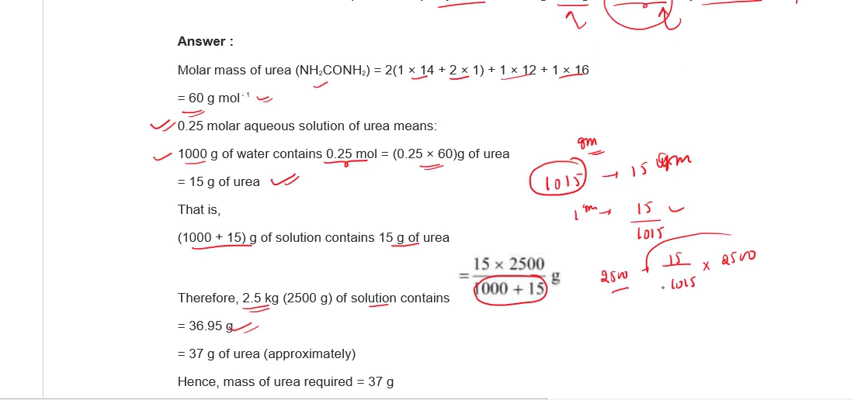 Answer :
Molar mass of urea (NH₂CONH₂) = 2(1 × 14 + 2 × 1) + 1 × 12 + 1 × 16
= 60 g mol⁻¹
0.25 molar aqueous solution of urea means:
1000 g of water contains 0.25 mol = (0.25 × 60)g of urea
= 15 g of urea
That is,
(1000 + 15) g of solution contains 15 g of urea
Therefore, 2.5 kg (2500 g) of solution contains = 15 × 2500 / 1000 + 15 g
= 36.95 g
= 37 g of urea (approximately)
Hence, mass of urea required = 37 g
gm
1015 → 15 gm
1 gm → 15 / 1015
2500 → 15 / 1015 × 2500